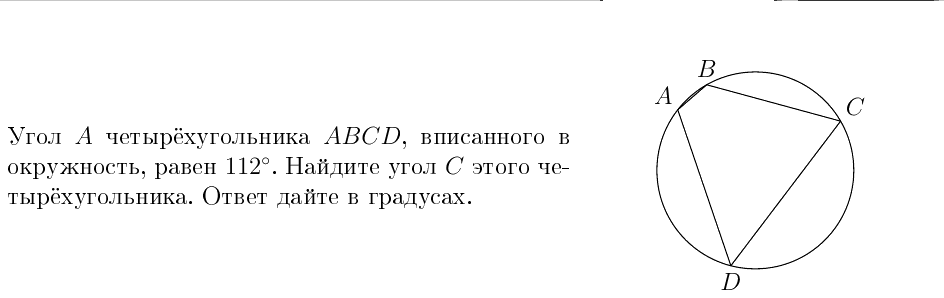 Угол A четырёхугольника ABCD, вписанного в
окружность, равен 112°. Найдите угол C этого че-
тырёхугольника. Ответ дайте в градусах.
B
A
C
D